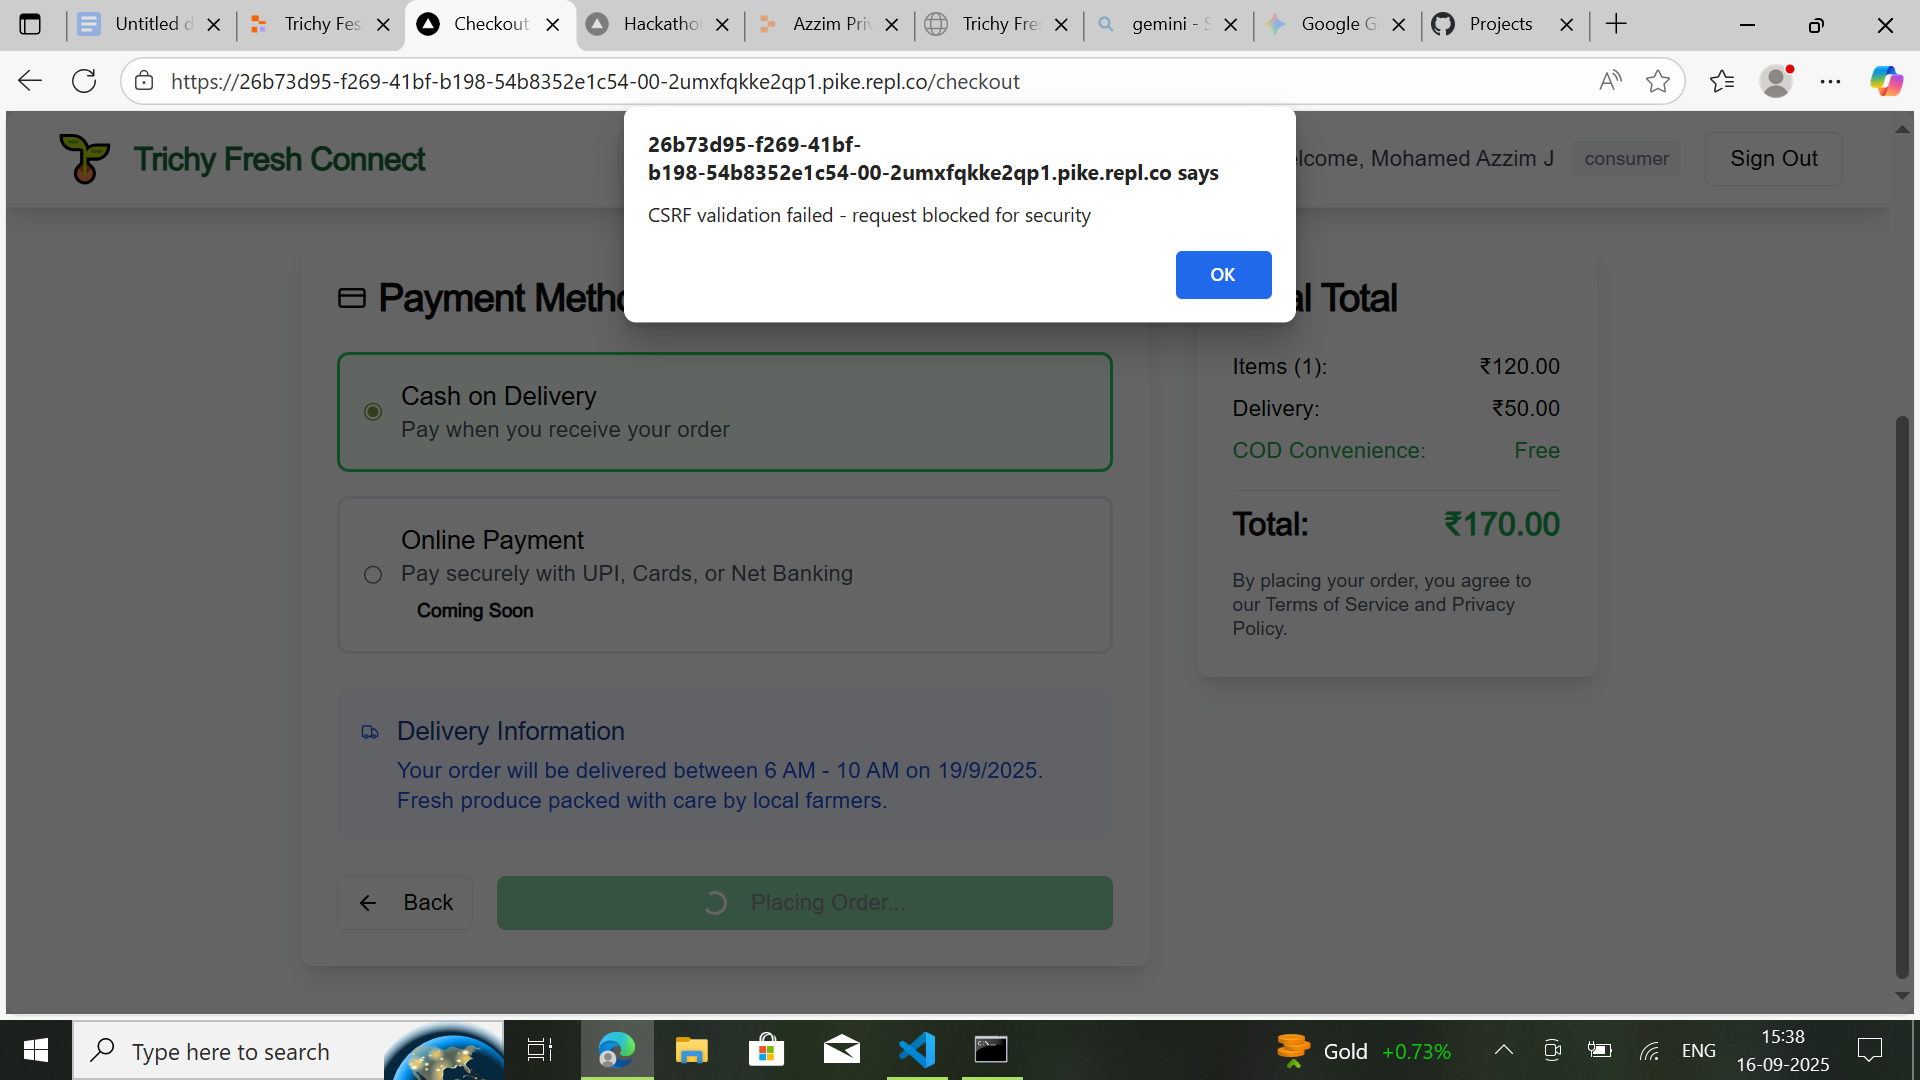 Untitled d
Trichy Fes
Checkout
Hackathon
Azzim Priv
Trichy Fre
gemini - S
Google G
Projects
https://26b73d95-f269-41bf-b198-54b8352e1c54-00-2umxfqkke2qp1.pike.repl.co/checkout
26b73d95-f269-41bf-
b198-54b8352e1c54-00-2umxfqkke2qp1.pike.repl.co says
CSRF validation failed - request blocked for security
OK
Trichy Fresh Connect
elcome, Mohamed Azzim J
consumer
Sign Out
Payment Metho
al Total
Cash on Delivery
Pay when you receive your order
Online Payment
Pay securely with UPI, Cards, or Net Banking
Coming Soon
Items (1): ₹120.00
Delivery: ₹50.00
COD Convenience: Free
Total: ₹170.00
By placing your order, you agree to
our Terms of Service and Privacy
Policy.
Delivery Information
Your order will be delivered between 6 AM - 10 AM on 19/9/2025.
Fresh produce packed with care by local farmers.
Back
Placing Order...
Type here to search
Gold +0.73%
ENG
15:38
16-09-2025